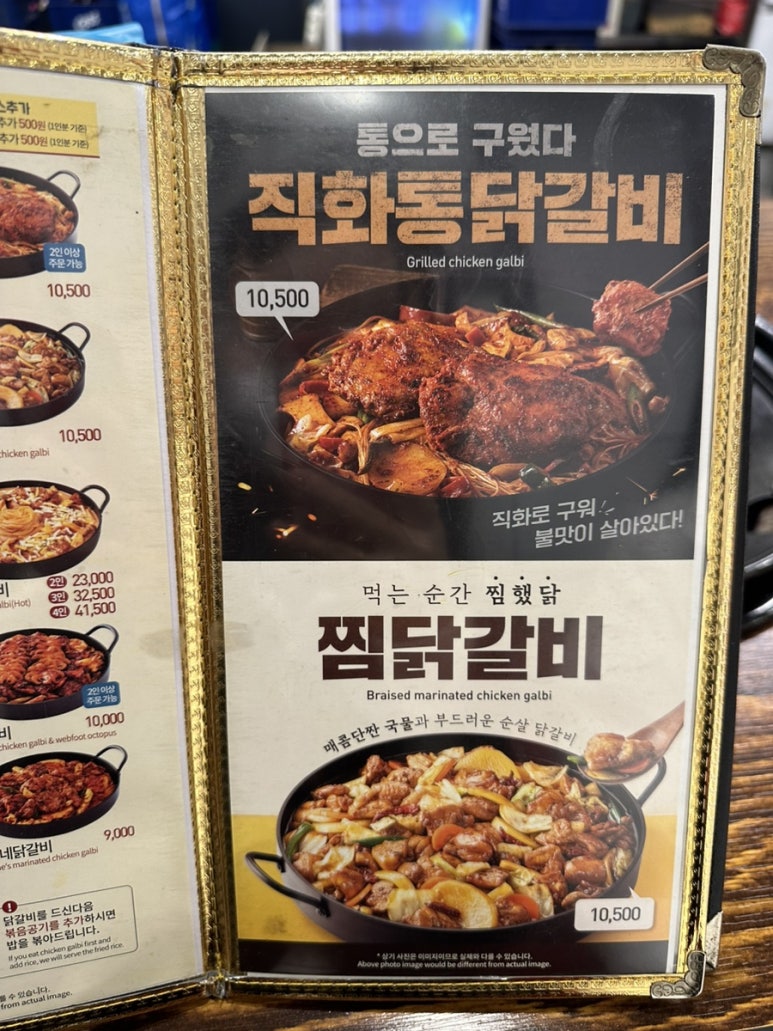 추가
추가 500원 (1인분 기준)
추가 500원 (1인분 기준)
2인 이상
주문 가능
10,500
10,500
chicken galbi
비
2인 23,000
lbi(Hot)
3인 32,500
4인 41,500
2인 이상
주문 가능
10,000
비
chicken galbi & webfoot octopus
9,000
네닭갈비
ne's marinated chicken galbi
닭갈비를 드신다음
볶음공기를 추가하시면
밥을 볶아드립니다.
If you eat chicken galbi first and
add rice, we will serve the fried rice.
를 수 있습니다.
from actual image.
통으로 구웠다
직화통닭갈비
Grilled chicken galbi
10,500
직화로 구워
불맛이 살아있다!
먹는 순간 찜했닭
찜닭갈비
Braised marinated chicken galbi
매콤단짠 국물과 부드러운 순살 닭갈비
10,500
* 상기 사진은 이미지이므로 실제와 다를 수 있습니다.
Above photo image would be different from actual image.